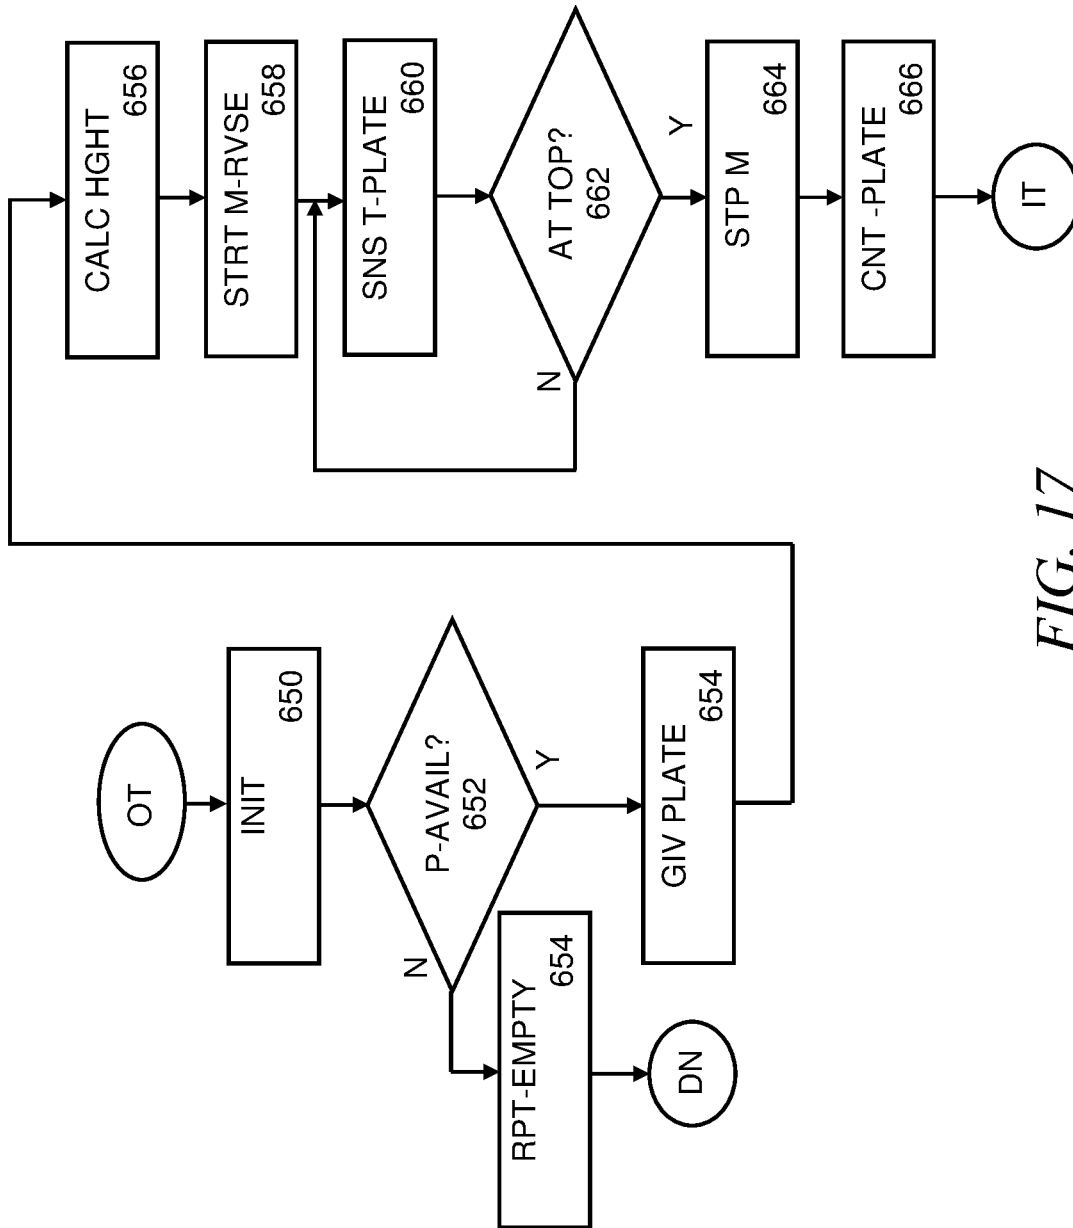 OT
INIT
650
P-AVAIL?
652
N
Y
RPT-EMPTY
654
DN
GIV PLATE
654
CALC HGHT
656
STRT M-RVSE
658
SNS T-PLATE
660
AT TOP?
662
N
Y
STP M
664
CNT -PLATE
666
IT
FIG. 17